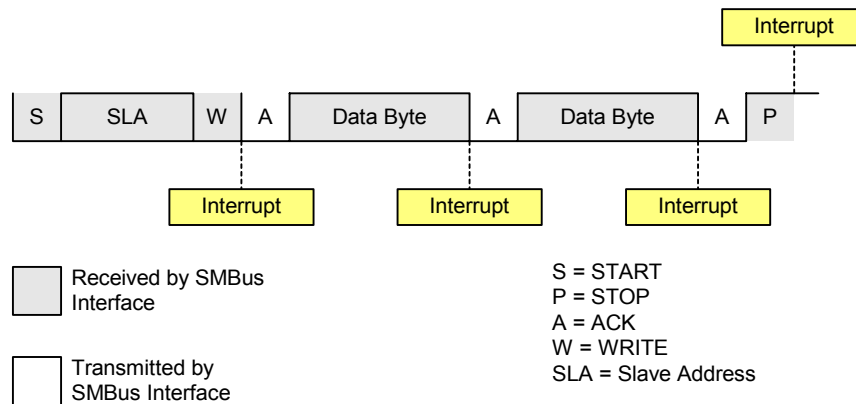 Interrupt
S SLA W A Data Byte A Data Byte A P
Interrupt Interrupt Interrupt
Received by SMBus
Interface
Transmitted by
SMBus Interface
S = START
P = STOP
A = ACK
W = WRITE
SLA = Slave Address